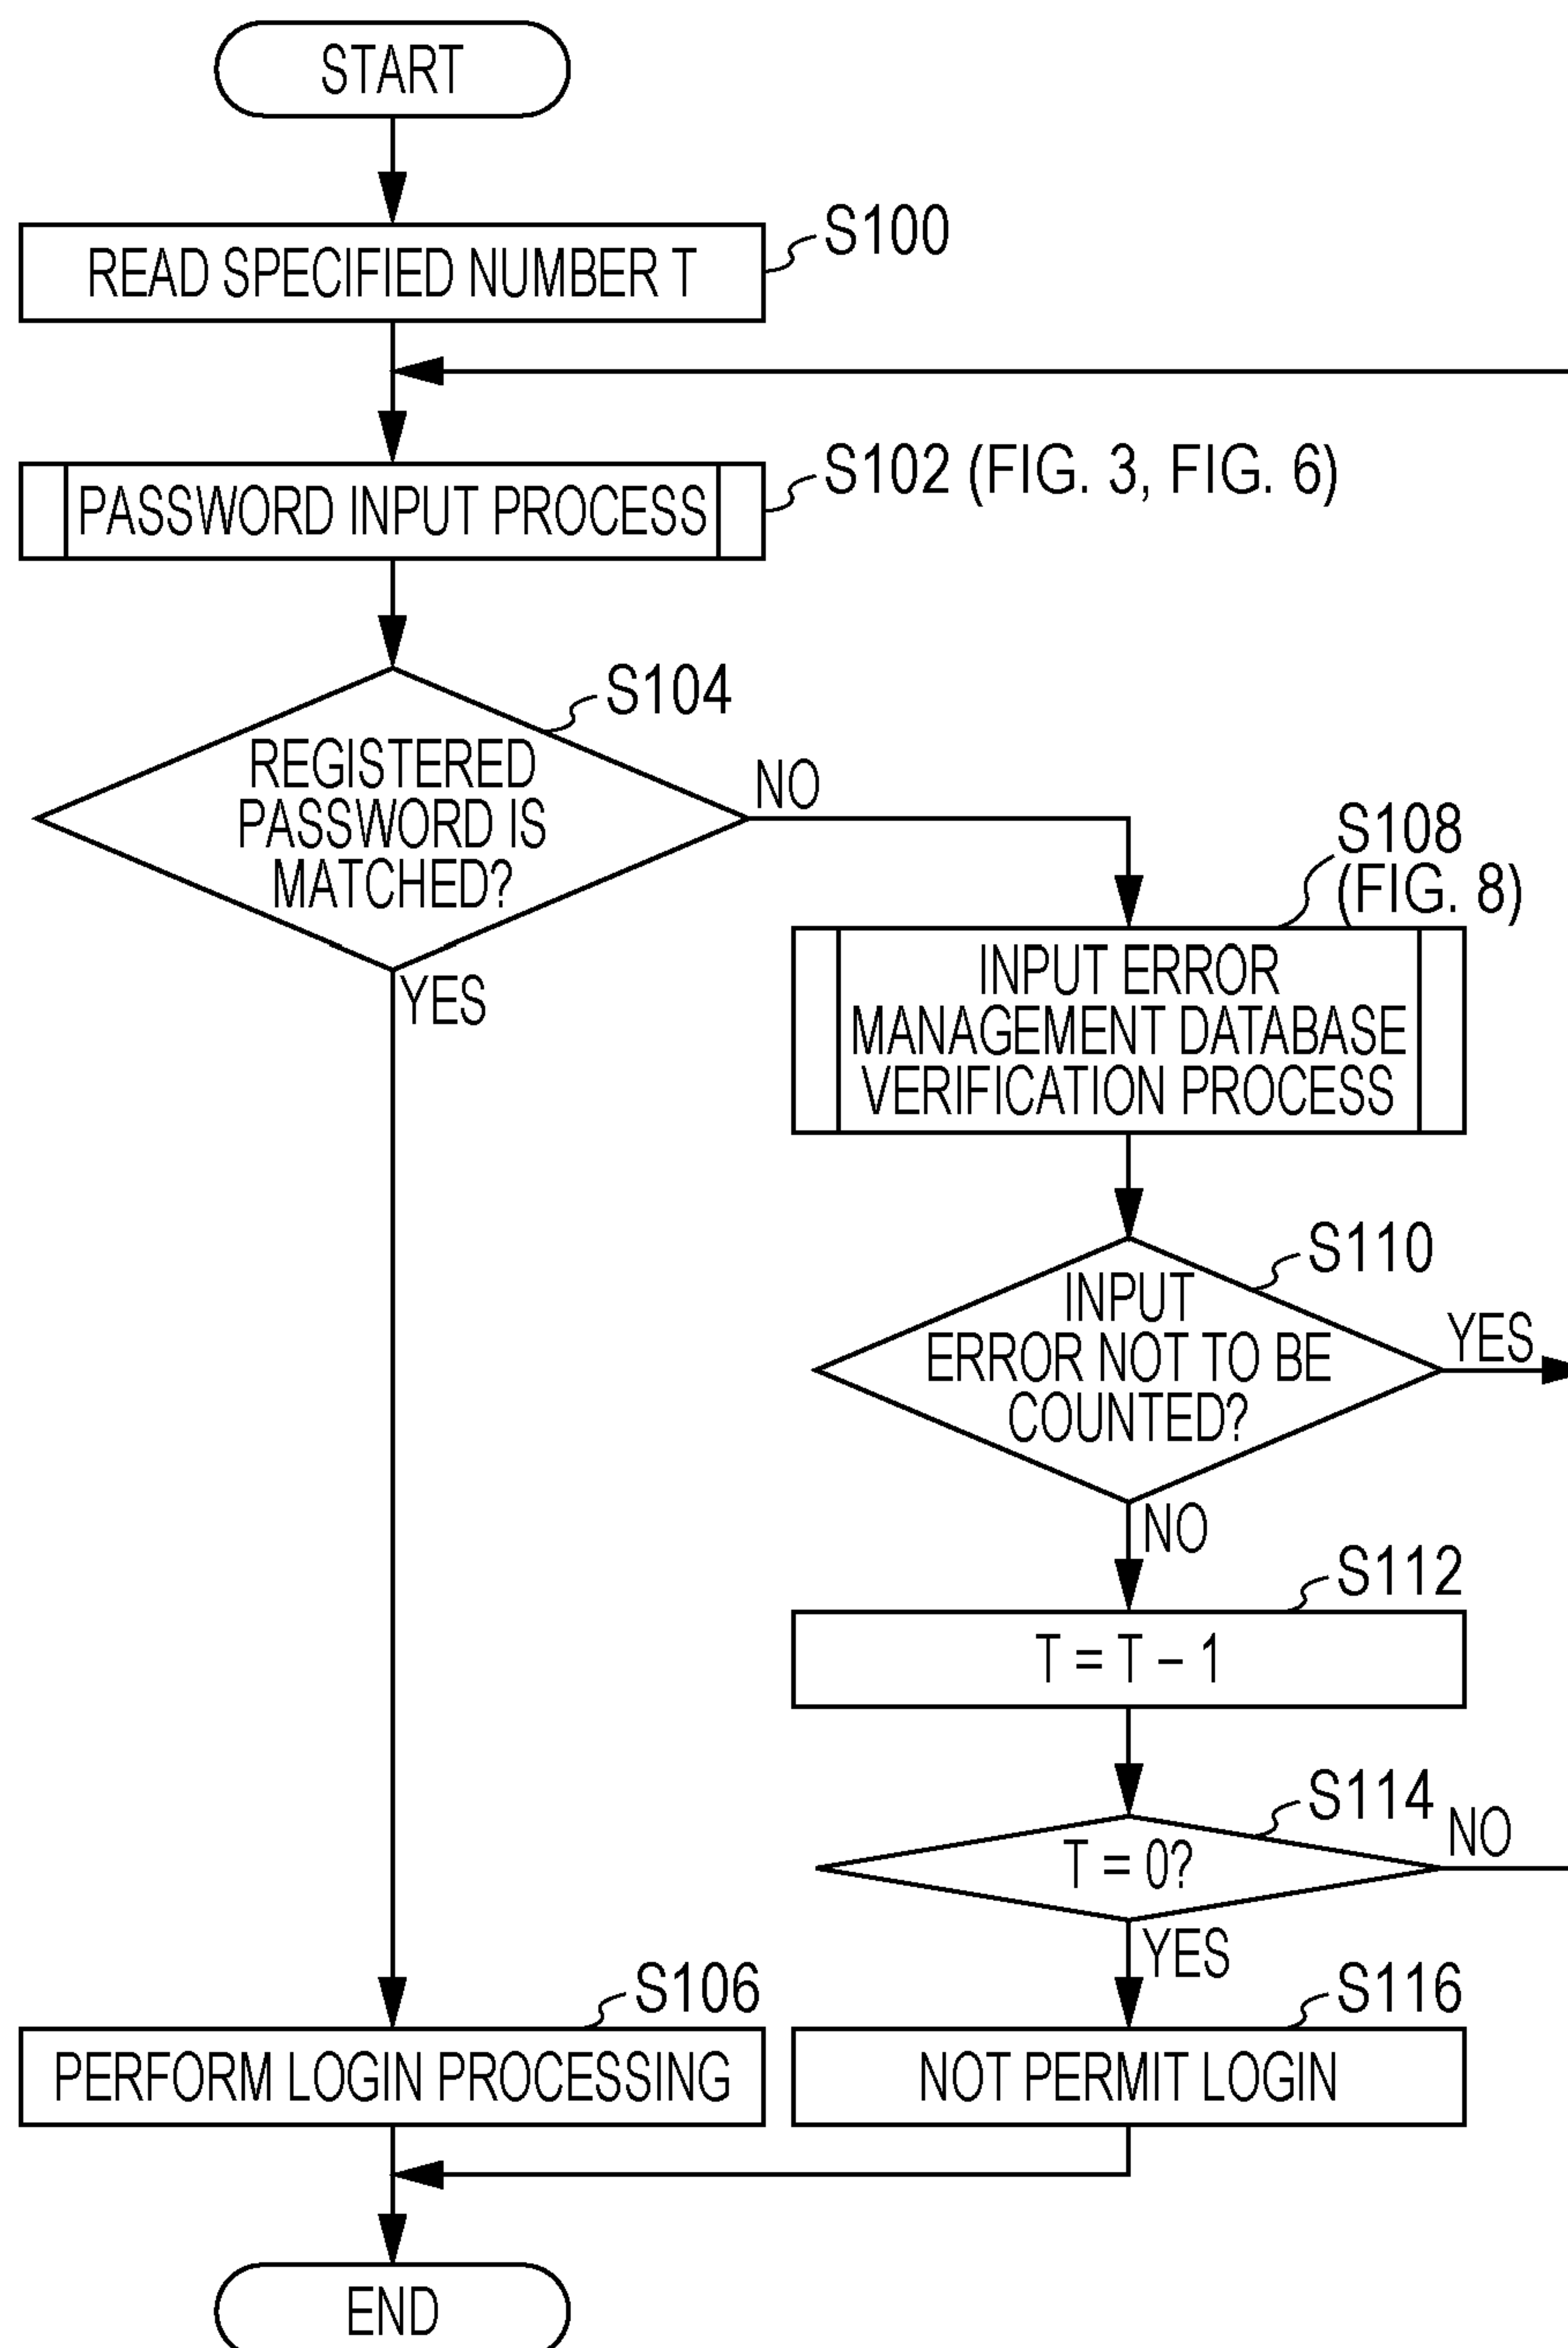 START
READ SPECIFIED NUMBER T
S100
PASSWORD INPUT PROCESS
S102 (FIG. 3, FIG. 6)
S104
REGISTERED
PASSWORD IS
MATCHED?
NO
YES
S108
(FIG. 8)
INPUT ERROR
MANAGEMENT DATABASE
VERIFICATION PROCESS
S110
INPUT
ERROR NOT TO BE
COUNTED?
YES
NO
S112
T = T – 1
S114
T = 0?
NO
YES
S106
PERFORM LOGIN PROCESSING
S116
NOT PERMIT LOGIN
END